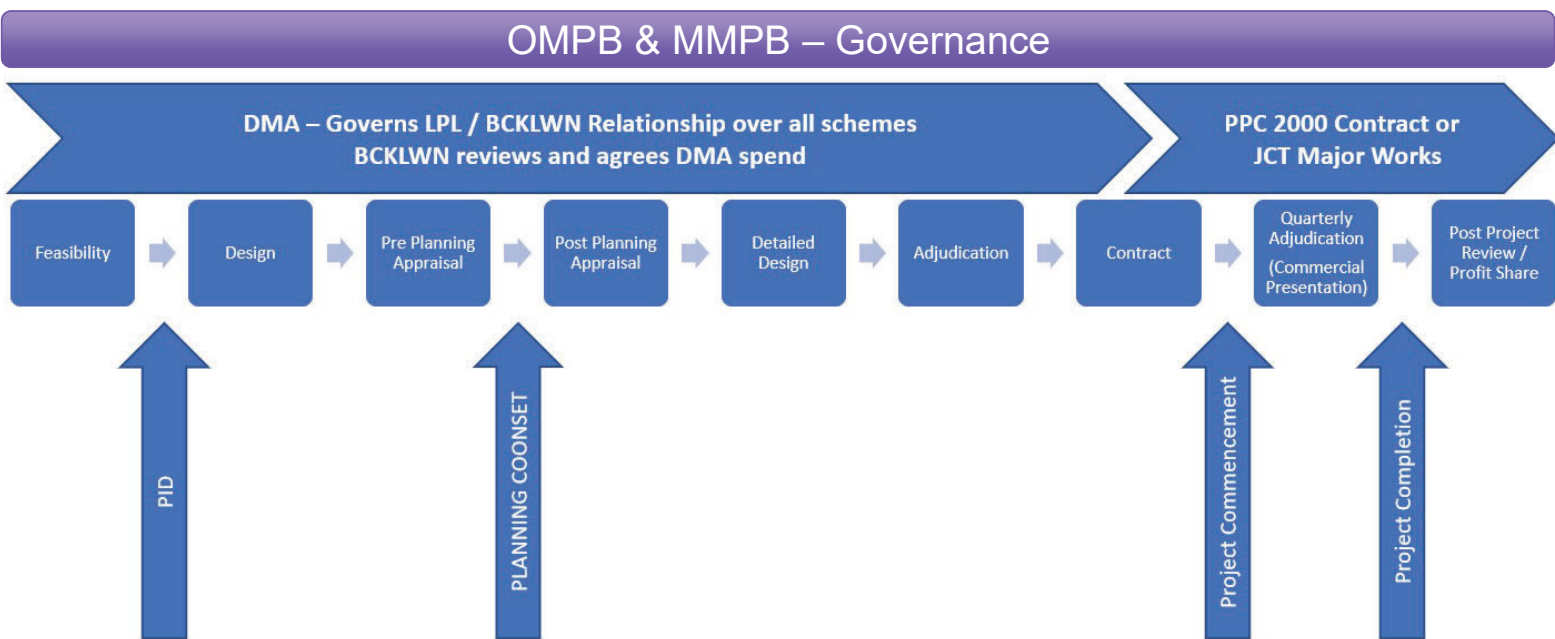 OMPB & MMPB – Governance
DMA – Governs LPL / BCKLWN Relationship over all schemes
BCKLWN reviews and agrees DMA spend
PPC 2000 Contract or
JCT Major Works
Feasibility
Design
Pre Planning
Appraisal
Post Planning
Appraisal
Detailed
Design
Adjudication
Contract
Quarterly
Adjudication
(Commercial
Presentation)
Post Project
Review /
Profit Share
PID
PLANNING COONSET
Project Commencement
Project Completion